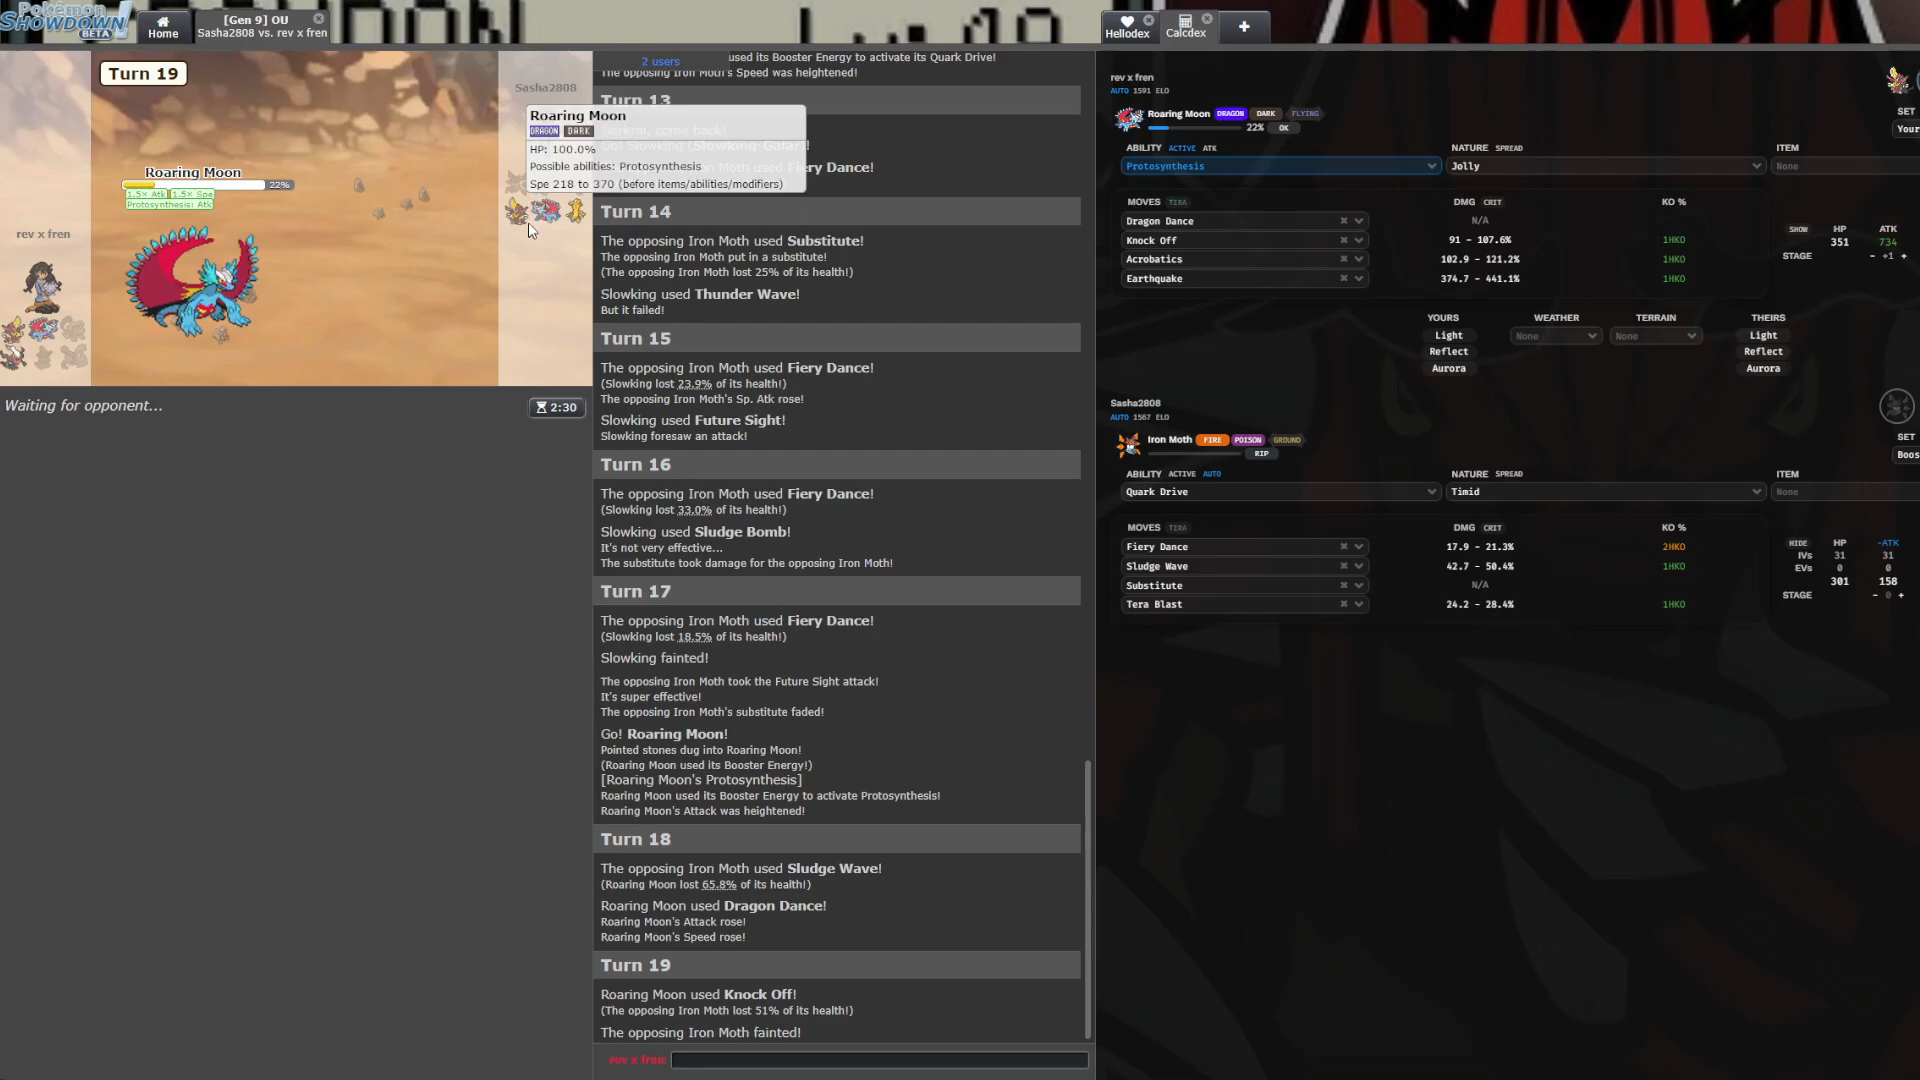 Pokémon
SHOWDOWN!
BETA
Home
[Gen 9] OU
Sasha2808 vs. rev x fren
Hellodex
Calcdex
Turn 19
Sasha2808
Roaring Moon
22%
1.5× Atk 1.5× Spe
Protosynthesis: Atk
rev x fren
Roaring Moon
DRAGON DARK
HP: 100.0%
Possible abilities: Protosynthesis
Spe 218 to 370 (before items/abilities/modifiers)
Waiting for opponent...
2:30
2 users
used its Booster Energy to activate its Quark Drive!
The opposing Iron Moth's Speed was heightened!
Turn 13
, come back!
Go! Slowking (Slowking-Galar)!
Moth used Fiery Dance!
Turn 14
The opposing Iron Moth used Substitute!
The opposing Iron Moth put in a substitute!
(The opposing Iron Moth lost 25% of its health!)
Slowking used Thunder Wave!
But it failed!
Turn 15
The opposing Iron Moth used Fiery Dance!
(Slowking lost 23.9% of its health!)
The opposing Iron Moth's Sp. Atk rose!
Slowking used Future Sight!
Slowking foresaw an attack!
Turn 16
The opposing Iron Moth used Fiery Dance!
(Slowking lost 33.0% of its health!)
Slowking used Sludge Bomb!
It's not very effective...
The substitute took damage for the opposing Iron Moth!
Turn 17
The opposing Iron Moth used Fiery Dance!
(Slowking lost 18.5% of its health!)
Slowking fainted!
The opposing Iron Moth took the Future Sight attack!
It's super effective!
The opposing Iron Moth's substitute faded!
Go! Roaring Moon!
Pointed stones dug into Roaring Moon!
(Roaring Moon used its Booster Energy!)
[Roaring Moon's Protosynthesis]
Roaring Moon used its Booster Energy to activate Protosynthesis!
Roaring Moon's Attack was heightened!
Turn 18
The opposing Iron Moth used Sludge Wave!
(Roaring Moon lost 65.8% of its health!)
Roaring Moon used Dragon Dance!
Roaring Moon's Attack rose!
Roaring Moon's Speed rose!
Turn 19
Roaring Moon used Knock Off!
(The opposing Iron Moth lost 51% of its health!)
The opposing Iron Moth fainted!
rev x fren:
rev x fren
AUTO 1591 ELO
Roaring Moon DRAGON DARK FLYING
22% OK
SET
Your
ABILITY ACTIVE ATK NATURE SPREAD ITEM
Protosynthesis Jolly None
MOVES TERA DMG CRIT KO %
Dragon Dance N/A
Knock Off 91 - 107.6% 1HKO
Acrobatics 102.9 - 121.2% 1HKO
Earthquake 374.7 - 441.1% 1HKO
SHOW HP ATK
351 734
STAGE - +1 +
YOURS WEATHER TERRAIN THEIRS
Light None None Light
Reflect Reflect
Aurora Aurora
Sasha2808
AUTO 1567 ELO
Iron Moth FIRE POISON GROUND
RIP
SET
Boos
ABILITY ACTIVE AUTO NATURE SPREAD ITEM
Quark Drive Timid None
MOVES TERA DMG CRIT KO %
Fiery Dance 17.9 - 21.3% 2HKO
Sludge Wave 42.7 - 50.4% 1HKO
Substitute N/A
Tera Blast 24.2 - 28.4% 1HKO
HIDE HP -ATK
IVs 31 31
EVs 0 0
301 158
STAGE - 0 +